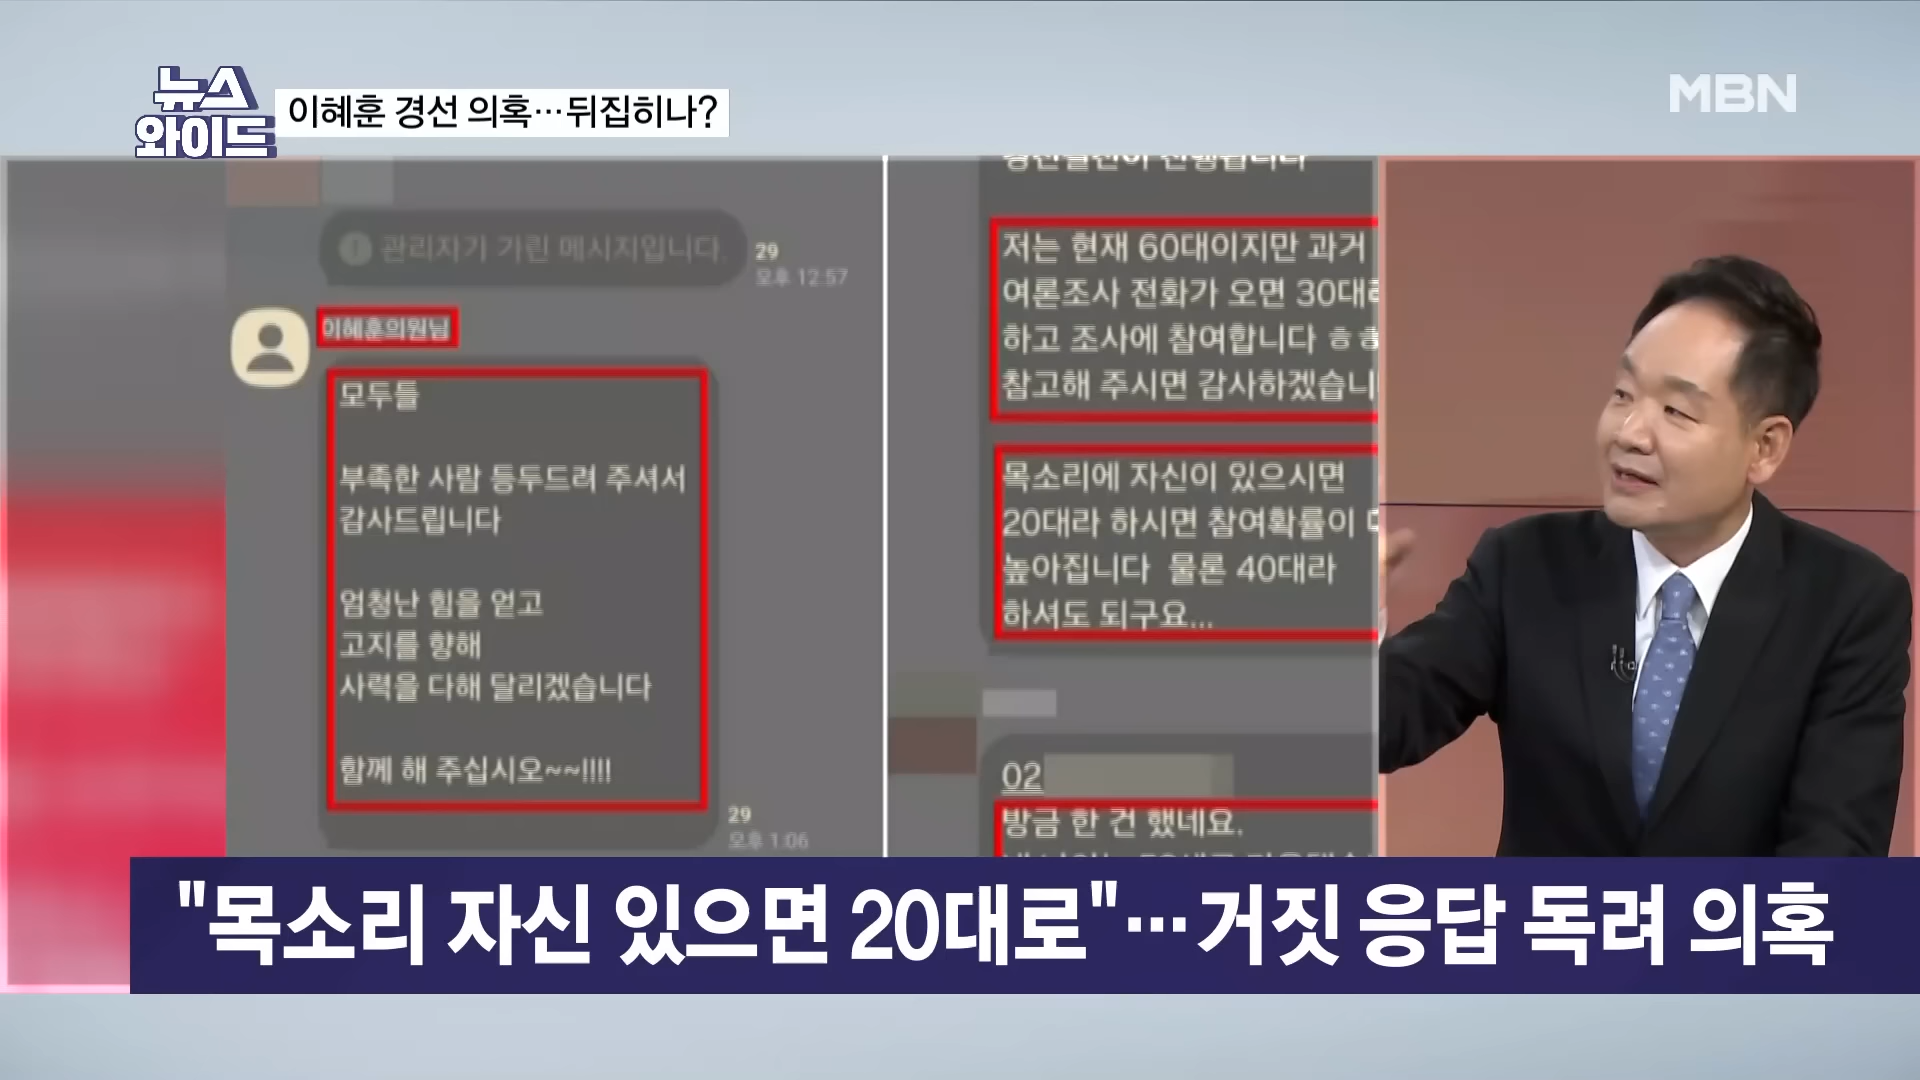 뉴스
와이드
이혜훈 경선 의혹…뒤집히나?
MBN
관리자가 가린 메시지입니다.
29
오후 12:57
이혜훈의원님
모두들
부족한 사람 등두드려 주셔서
감사드립니다
엄청난 힘을 얻고
고지를 향해
사력을 다해 달리겠습니다
함께 해 주십시오~~!!!!
29
오후 1:06
저는 현재 60대이지만 과거
여론조사 전화가 오면 30대라
하고 조사에 참여합니다 ㅎㅎ
참고해 주시면 감사하겠습니
목소리에 자신이 있으시면
20대라 하시면 참여확률이
높아집니다 물론 40대라
하셔도 되구요...
02
방금 한 건 했네요.
"목소리 자신 있으면 20대로"…거짓 응답 독려 의혹